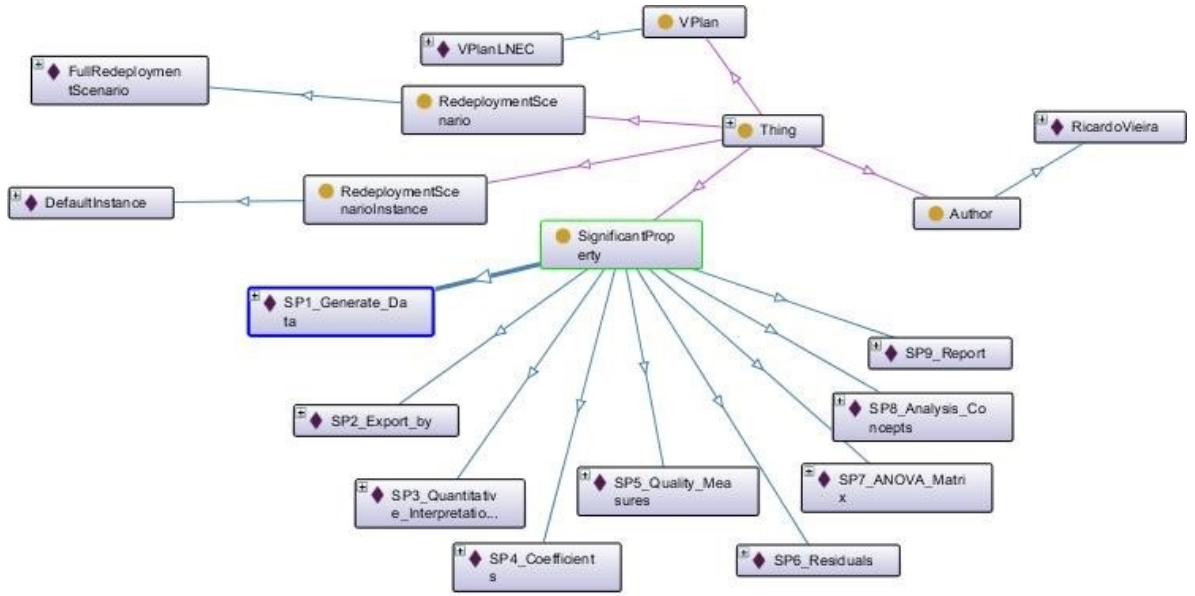 VPlan
VPlanLNEC
FullRedeploymen
tScenario
RedeploymentSce
nario
Thing
RicardoVieira
RedeploymentSce
narioInstance
DefaultInstance
Author
SignificantProp
erty
SP1_Generate_Da
ta
SP9_Report
SP2_Export_by
SP8_Analysis_Co
ncepts
SP5_Quality_Mea
sures
SP7_ANOVA_Matri
x
SP3_Quantitativ
e_Interpretatio...
SP4_Coefficient
s
SP6_Residuals